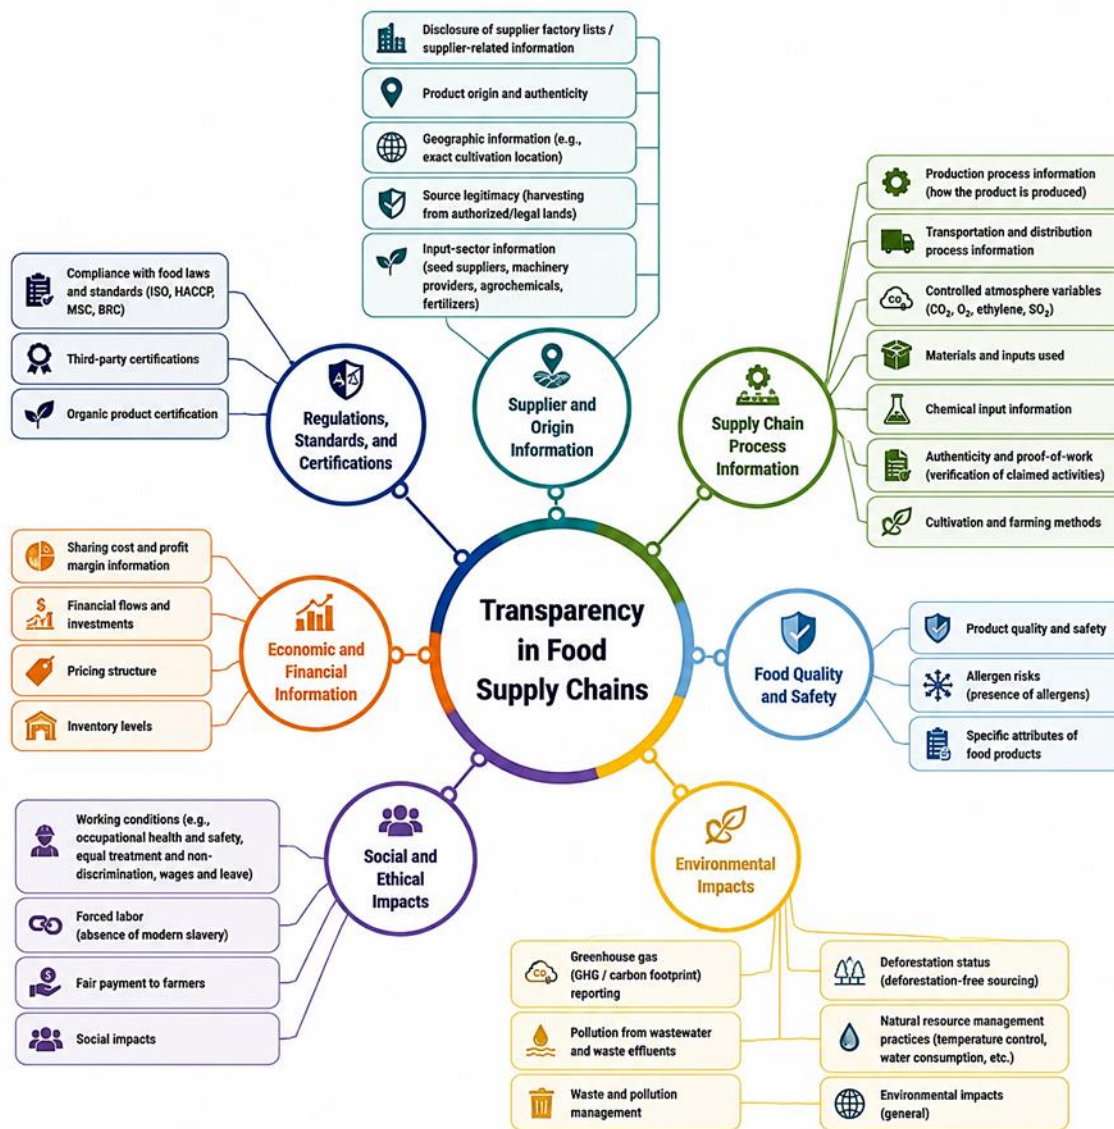 Disclosure of supplier factory lists /
supplier-related information
Product origin and authenticity
Geographic information (e.g.,
exact cultivation location)
Source legitimacy (harvesting
from authorized/legal lands)
Input-sector information
(seed suppliers, machinery
providers, agrochemicals,
fertilizers)
Supplier and
Origin
Information
Production process information
(how the product is produced)
Transportation and distribution
process information
CO
Controlled atmosphere variables
(CO₂, O₂, ethylene, SO₂)
Materials and inputs used
Chemical input information
Authenticity and proof-of-work
(verification of claimed activities)
Cultivation and farming methods
Supply Chain
Process
Information
Compliance with food laws
and standards (ISO, HACCP,
MSC, BRC)
Third-party certifications
Organic product certification
Regulations,
Standards, and
Certifications
Transparency
in Food
Supply Chains
Sharing cost and profit
margin information
$
Financial flows and
investments
Pricing structure
Inventory levels
Economic and
Financial
Information
Food Quality
and Safety
Product quality and safety
Allergen risks
(presence of allergens)
Specific attributes of
food products
Working conditions (e.g.,
occupational health and safety,
equal treatment and non-
discrimination, wages and leave)
Forced labor
(absence of modern slavery)
$
Fair payment to farmers
Social impacts
Social and
Ethical
Impacts
Environmental
Impacts
CO₂
Greenhouse gas
(GHG / carbon footprint)
reporting
Pollution from wastewater
and waste effluents
Waste and pollution
management
Deforestation status
(deforestation-free sourcing)
Natural resource management
practices (temperature control,
water consumption, etc.)
Environmental impacts
(general)